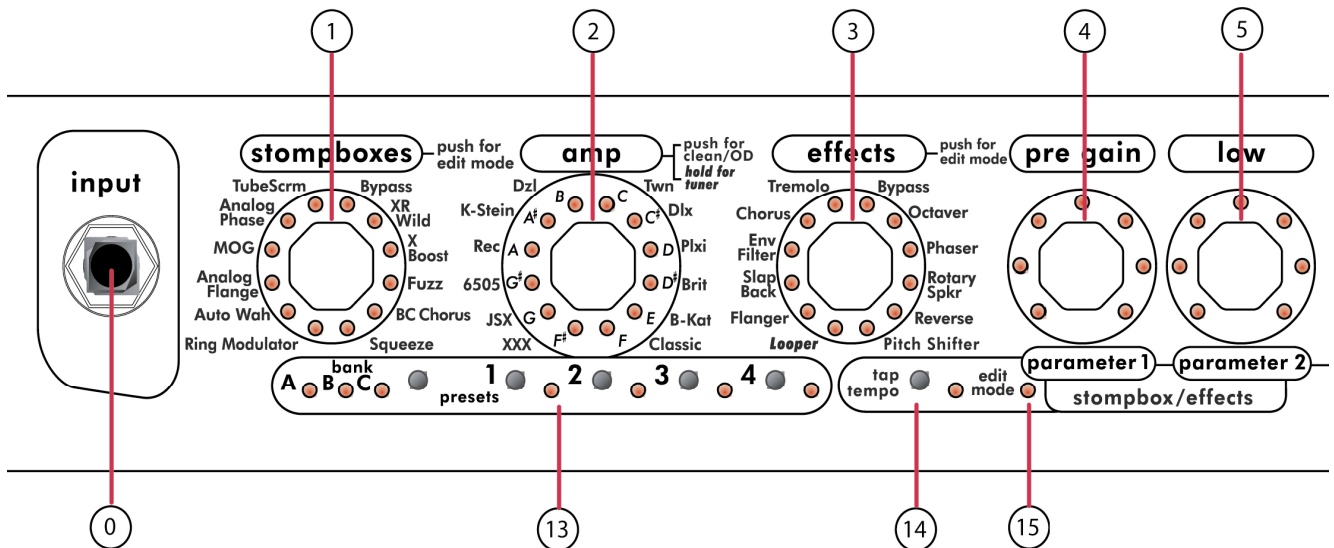 1
2
3
4
5
input
stompboxes
push for
edit mode
TubeScrm
Bypass
Analog
Phase
XR
Wild
MOG
X
Boost
Analog
Flange
Fuzz
Auto Wah
BC Chorus
Ring Modulator
Squeeze
amp
push for
clean/OD
hold for
tuner
Dzl
Twn
K-Stein
Dlx
Rec
Plxi
6505
Brit
JSX
B-Kat
XXX
Classic
B
C
A#
C#
A
D
G#
D#
G
E
F#
F
effects
push for
edit mode
Tremolo
Bypass
Chorus
Octaver
Env
Filter
Phaser
Slap
Back
Rotary
Spkr
Flanger
Reverse
Looper
Pitch Shifter
pre gain
low
parameter 1
parameter 2
stompbox/effects
bank
A B C
presets
1 2 3 4
tap
tempo
edit
mode
0
13
14
15